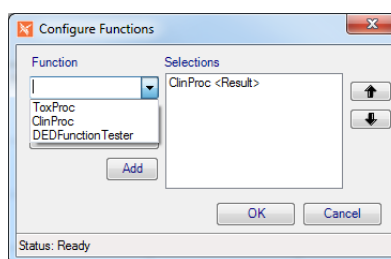 Configure Functions
Function
Selections
ClinProc <Result>
ToxProc
ClinProc
DEDFunctionTester
Add
OK
Cancel
Status: Ready